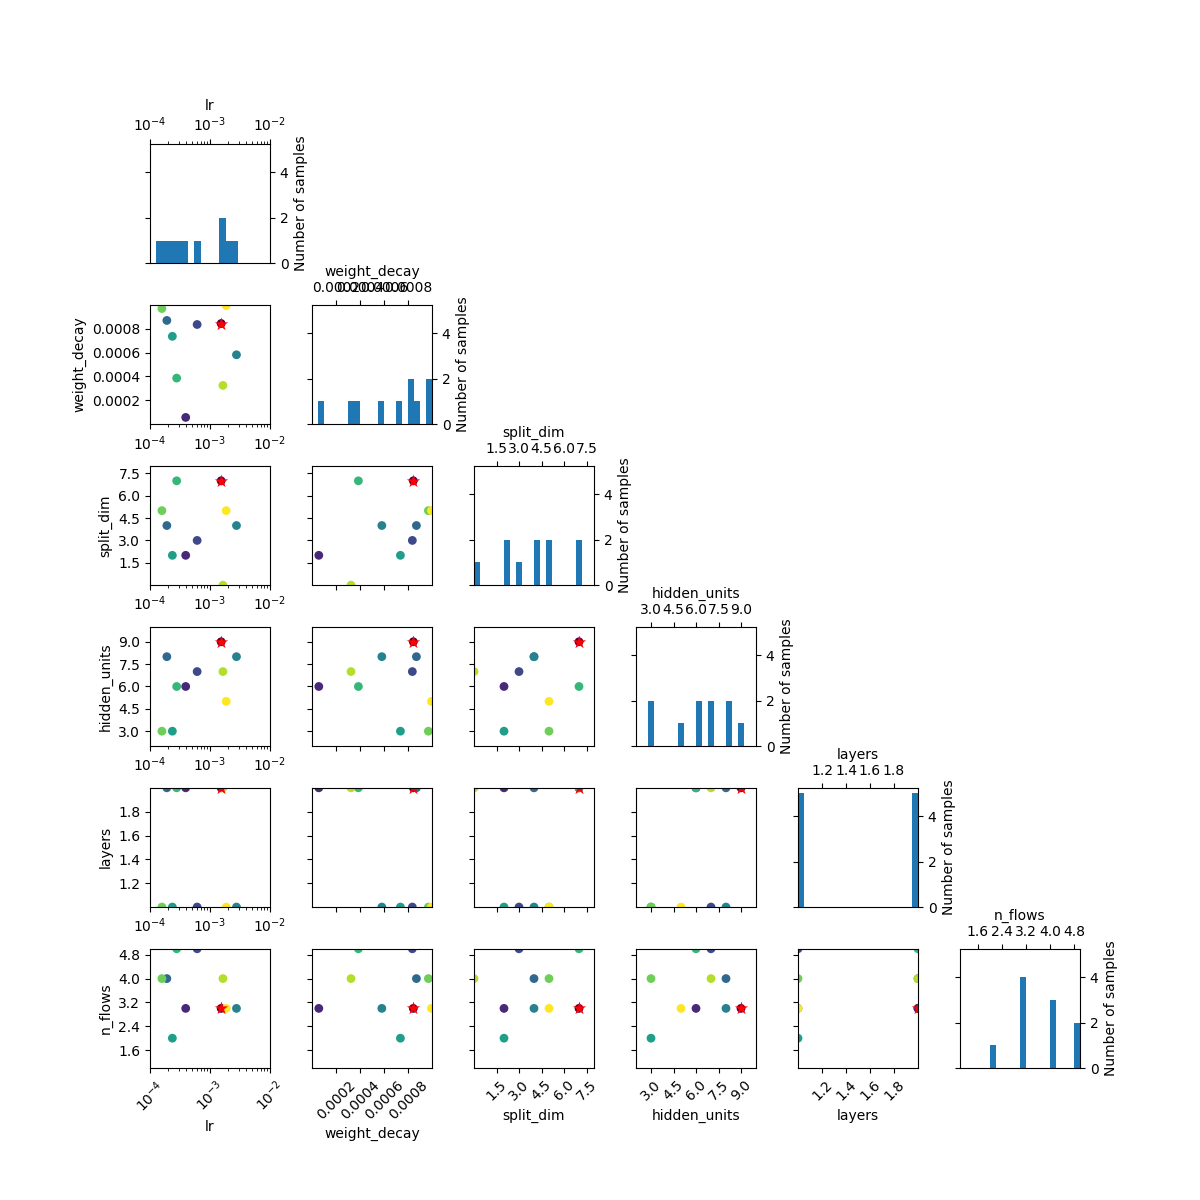 lr
10⁻⁴ 10⁻³ 10⁻²
4
2
0
Number of samples
weight_decay
0.0002 0.0004 0.0006 0.0008
0.0008
0.0006
0.0004
0.0002
weight_decay
10⁻⁴ 10⁻³ 10⁻²
4
2
0
Number of samples
split_dim
1.5 3.0 4.5 6.0 7.5
7.5
6.0
4.5
3.0
1.5
split_dim
10⁻⁴ 10⁻³ 10⁻²
4
2
0
Number of samples
hidden_units
3.0 4.5 6.0 7.5 9.0
9.0
7.5
6.0
4.5
3.0
hidden_units
10⁻⁴ 10⁻³ 10⁻²
4
2
0
Number of samples
layers
1.2 1.4 1.6 1.8
1.8
1.6
1.4
1.2
layers
10⁻⁴ 10⁻³ 10⁻²
4
2
0
Number of samples
n_flows
1.6 2.4 3.2 4.0 4.8
4.8
4.0
3.2
2.4
1.6
n_flows
4
2
0
Number of samples
10⁻⁴ 10⁻³ 10⁻²
lr
0.0002 0.0004 0.0006 0.0008
weight_decay
1.5 3.0 4.5 6.0 7.5
split_dim
3.0 4.5 6.0 7.5 9.0
hidden_units
1.2 1.4 1.6 1.8
layers